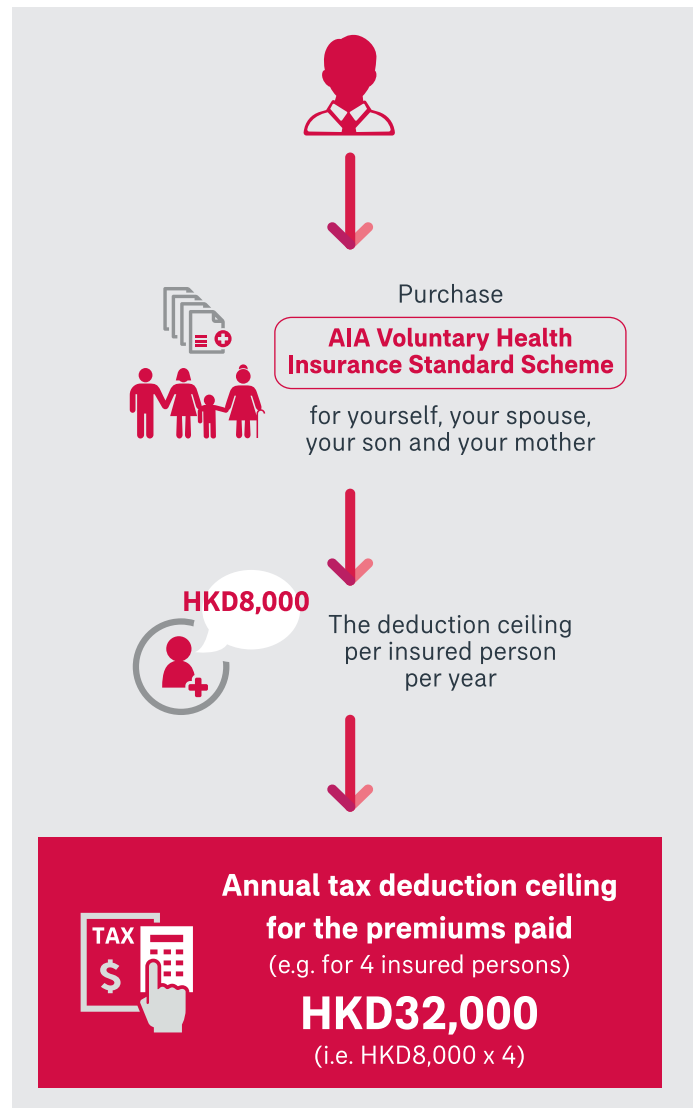 Purchase
AIA Voluntary Health
Insurance Standard Scheme
for yourself, your spouse,
your son and your mother
HKD8,000
The deduction ceiling
per insured person
per year
Annual tax deduction ceiling
for the premiums paid
(e.g. for 4 insured persons)
TAX
$
HKD32,000
(i.e. HKD8,000 x 4)